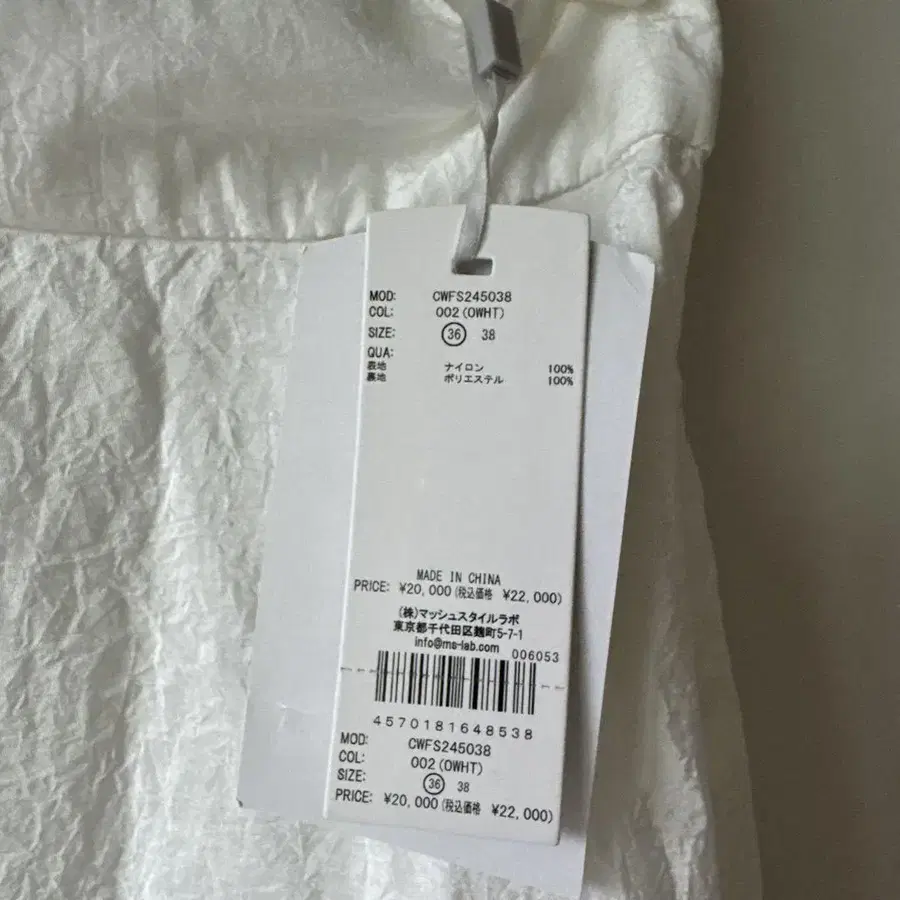 MOD: CWFS245038
COL: 002(OWHT)
SIZE: 36 38
QUA:
表地 ナイロン 100%
裏地 ポリエステル 100%
MADE IN CHINA
PRICE: ¥20,000(税込価格 ¥22,000)
(株)マッシュスタイルラボ
東京都千代田区麹町5-7-1
info@ms-lab.com 006053
4570181648538
MOD: CWFS245038
COL: 002(OWHT)
SIZE: 36 38
PRICE: ¥20,000(税込価格 ¥22,000)